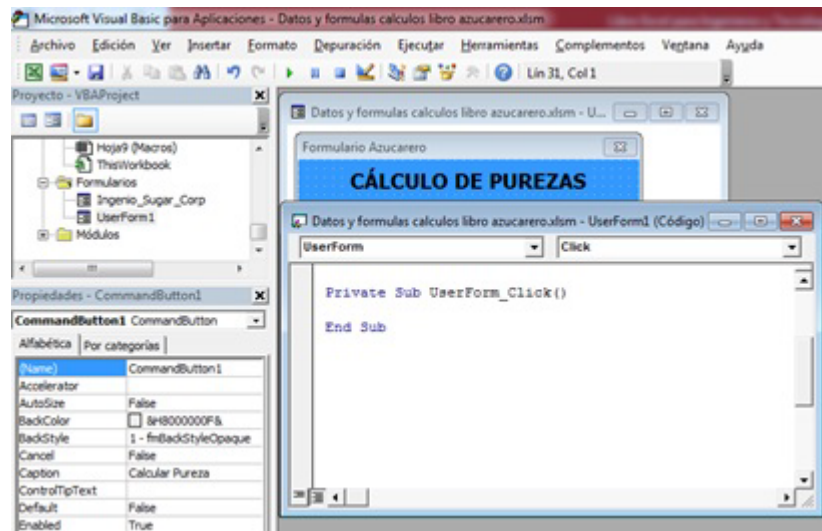 Microsoft Visual Basic para Aplicaciones - Datos y formulas calculos libro azucarero.xlsm
Archivo Edición Ver Insertar Formato Depuración Ejecutar Herramientas Complementos Ventana Ayuda
Lín 31, Col 1
Proyecto - VBAProject
Hoja9 (Macros)
ThisWorkbook
Formularios
Ingenio_Sugar_Corp
UserForm1
Módulos
Propiedades - CommandButton1
CommandButton1 CommandButton
Alfabética Por categorías
(Name) CommandButton1
Accelerator
AutoSize False
BackColor &H8000000F&
BackStyle 1 - fmBackStyleOpaque
Cancel False
Caption Calcular Pureza
ControlTipText
Default False
Enabled True
Datos y formulas calculos libro azucarero.xlsm - U...
Formulario Azucarero
CÁLCULO DE PUREZAS
Datos y formulas calculos libro azucarero.xlsm - UserForm1 (Código)
UserForm Click
Private Sub UserForm_Click()
End Sub